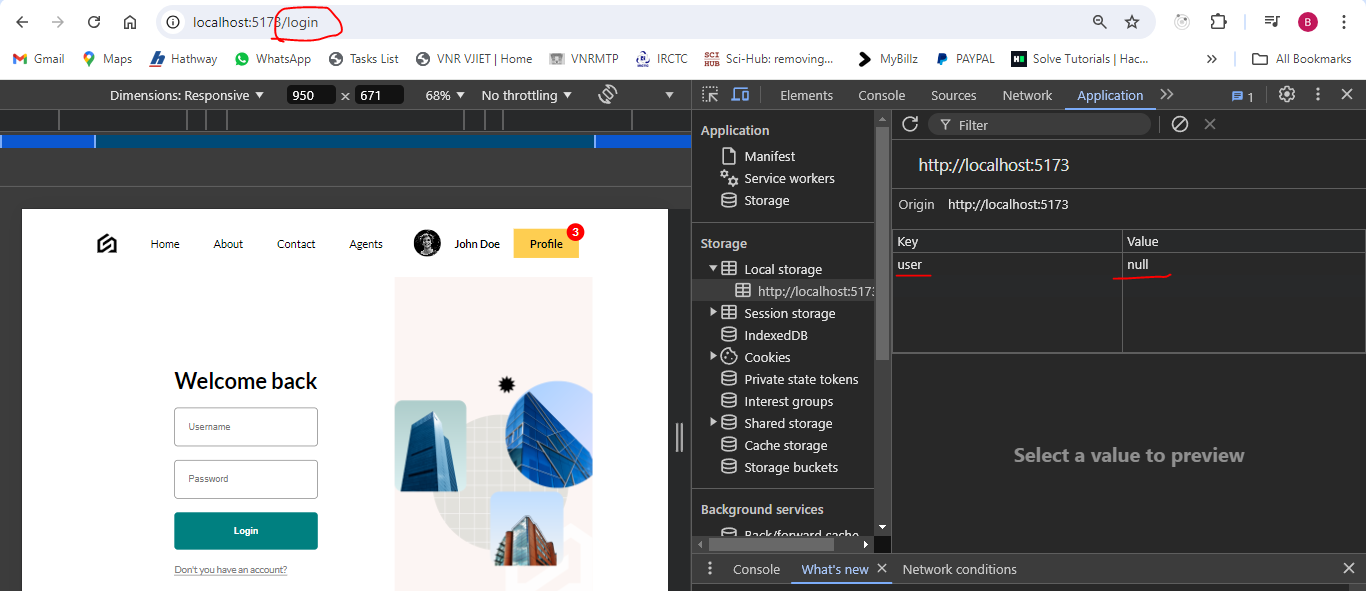 localhost:5173/login
B
Gmail Maps Hathway WhatsApp Tasks List VNR VJIET | Home VNRMTP IRCTC SCI HUB Sci-Hub: removing... MyBillz PAYPAL Solve Tutorials | Hac... » All Bookmarks
Dimensions: Responsive 950 x 671 68% No throttling
Elements Console Sources Network Application 1
Application
Manifest
Service workers
Storage
Storage
Local storage
http://localhost:5173
Session storage
IndexedDB
Cookies
Private state tokens
Interest groups
Shared storage
Cache storage
Storage buckets
Background services
Back/forward cache
Filter
http://localhost:5173
Origin http://localhost:5173
Key Value
user null
Select a value to preview
Console What's new Network conditions
Home About Contact Agents John Doe Profile 3
Welcome back
Username
Password
Login
Don't you have an account?